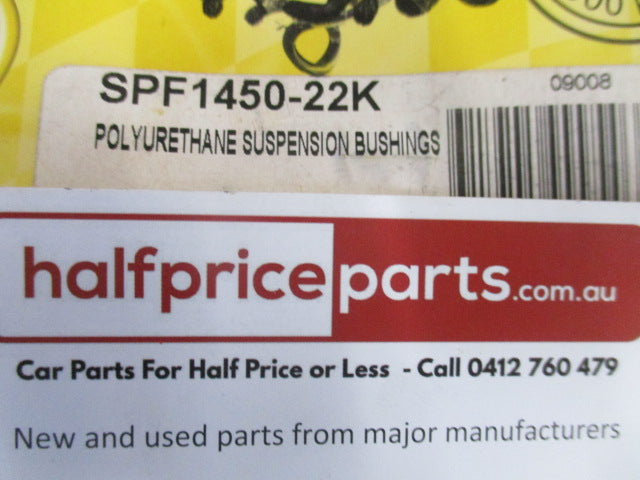 SPF1450-22K
09008
POLYURETHANE SUSPENSION BUSHINGS
halfpriceparts.com.au
Car Parts For Half Price or Less - Call 0412 760 479
New and used parts from major manufacturers